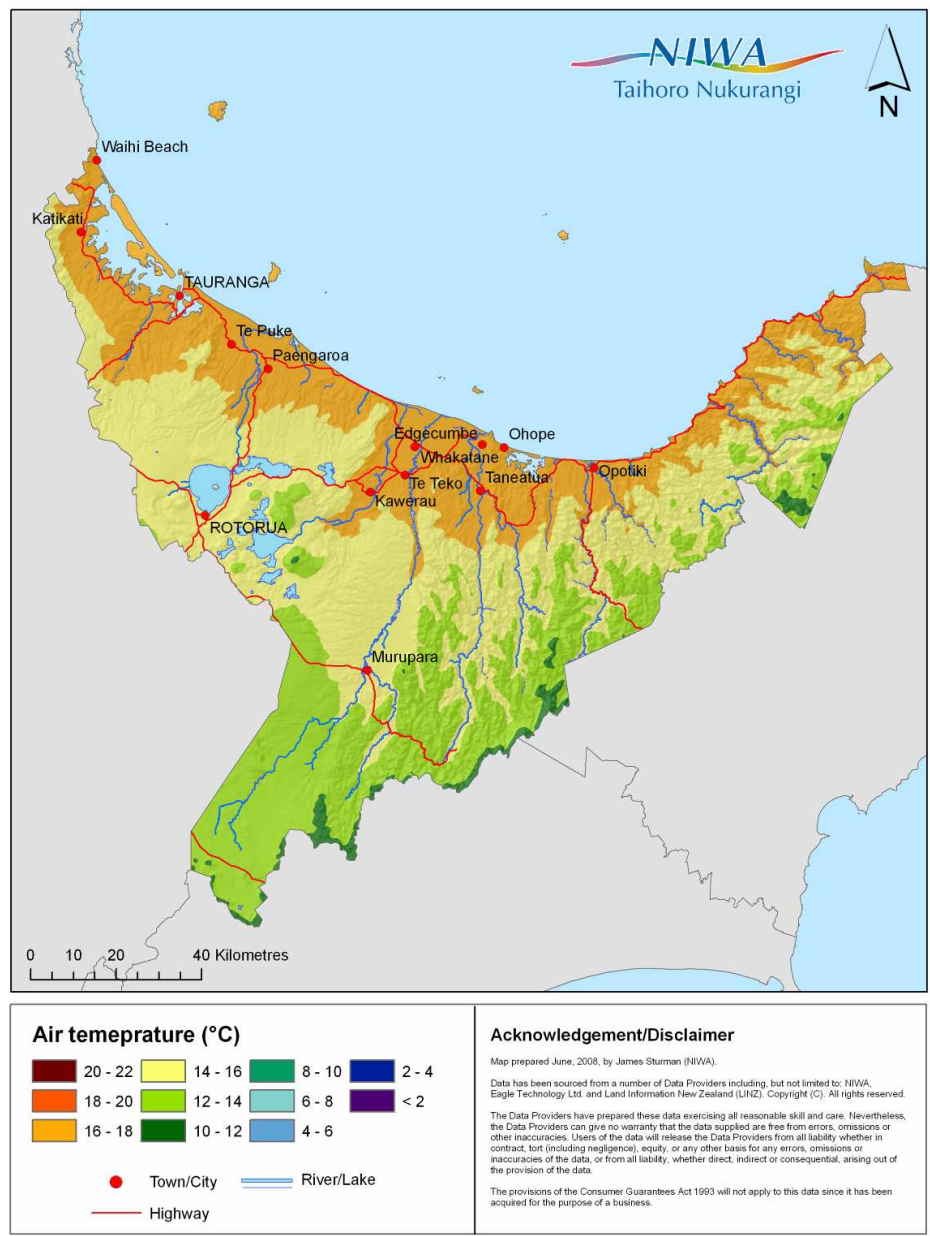 NIWA
Taihoro Nukurangi
N
Waihi Beach
Katikati
TAURANGA
Te Puke
Paengaroa
Edgecumbe
Ohope
Whakatane
Te Teko
Taneatua
Opotiki
Kawerau
ROTORUA
Murupara
0 10 20 40 Kilometres
Air temeprature (°C)
20 - 22 14 - 16 8 - 10 2 - 4
18 - 20 12 - 14 6 - 8 < 2
16 - 18 10 - 12 4 - 6
Town/City River/Lake
Highway
Acknowledgement/Disclaimer
Map prepared June, 2008, by James Sturman (NIWA).
Data has been sourced from a number of Data Providers including, but not limited to: NIWA,
Eagle Technology Ltd. and Land Information New Zealand (LINZ). Copyright (C). All rights reserved.
The Data Providers have prepared these data exercising all reasonable skill and care. Nevertheless,
the Data Providers can give no warranty that the data supplied are free from errors, omissions or
other inaccuracies. Users of the data will release the Data Providers from all liability whether in
contract, tort (including negligence), equity, or any other basis for any errors, omissions or
inaccuracies of the data, or from all liability, whether direct, indirect or consequential, arising out of
the provision of the data.
The provisions of the Consumer Guarantees Act 1993 will not apply to this data since it has been
acquired for the purpose of a business.